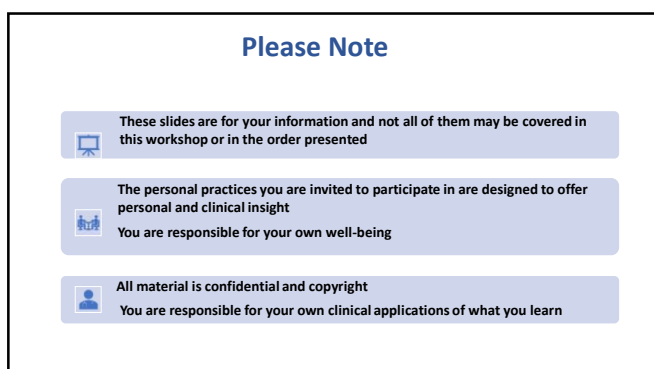 Please Note
These slides are for your information and not all of them may be covered in
this workshop or in the order presented
The personal practices you are invited to participate in are designed to offer
personal and clinical insight
You are responsible for your own well-being
All material is confidential and copyright
You are responsible for your own clinical applications of what you learn